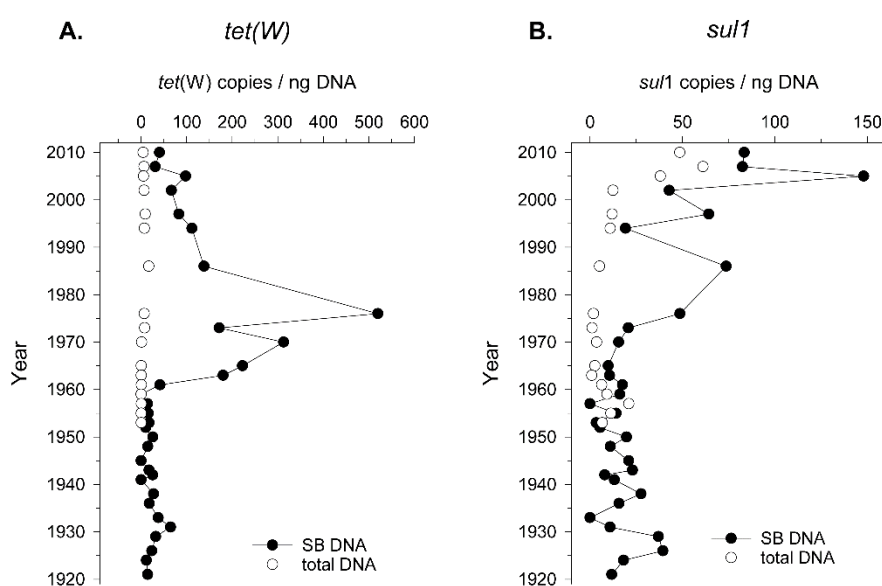 A. tet(W)
tet(W) copies / ng DNA
0 100 200 300 400 500 600
2010
2000
1990
1980
1970
1960
1950
1940
1930
1920
Year
SB DNA
total DNA
B. sul1
sul1 copies / ng DNA
0 50 100 150
2010
2000
1990
1980
1970
1960
1950
1940
1930
1920
Year
SB DNA
total DNA